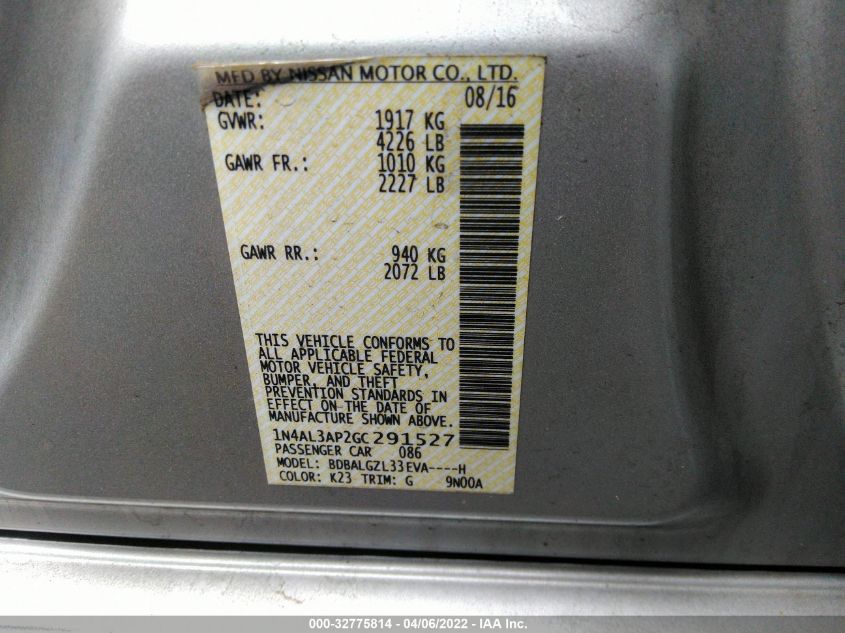 MFD BY NISSAN MOTOR CO., LTD.
DATE: 08/16
GVWR: 1917 KG
4226 LB
GAWR FR.: 1010 KG
2227 LB
GAWR RR.: 940 KG
2072 LB
THIS VEHICLE CONFORMS TO
ALL APPLICABLE FEDERAL
MOTOR VEHICLE SAFETY,
BUMPER, AND THEFT
PREVENTION STANDARDS IN
EFFECT ON THE DATE OF
MANUFACTURE SHOWN ABOVE.
1N4AL3AP2GC291527
PASSENGER CAR 086
MODEL: BDBALGZL33EVA----H
COLOR: K23 TRIM: G 9N00A
000-32775814 - 04/06/2022 - IAA Inc.